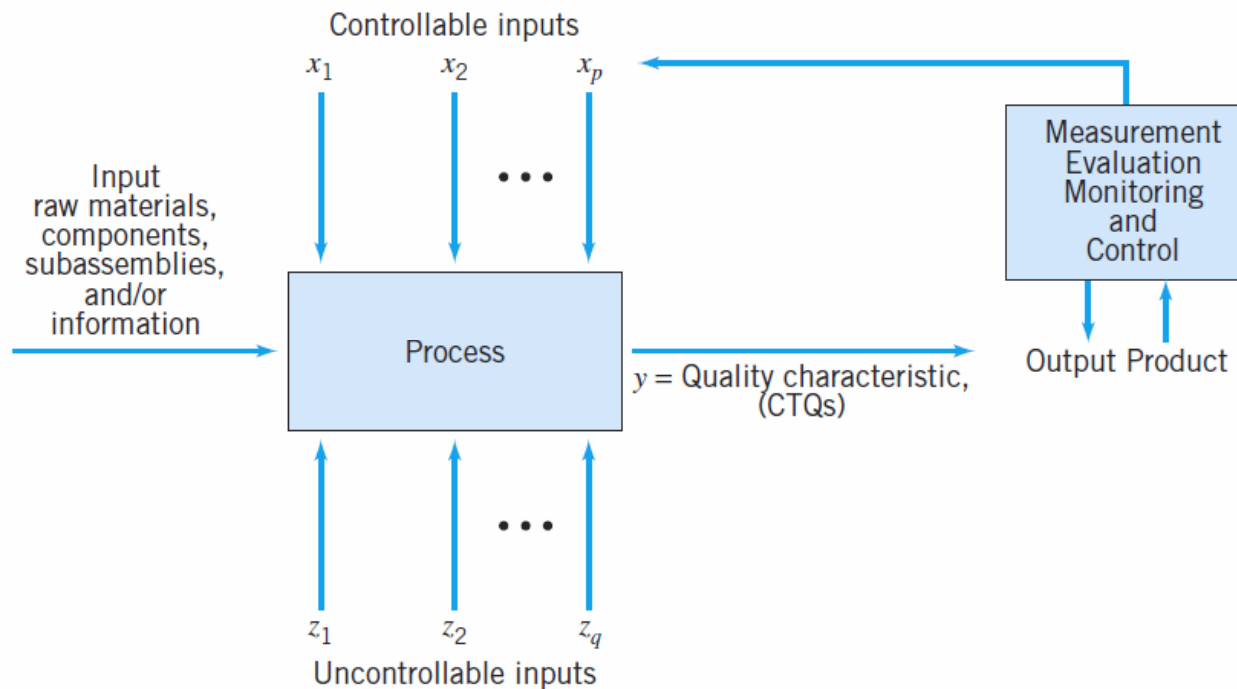 Controllable inputs
x1 x2 xp
Measurement
Evaluation
Monitoring
and
Control
Input
raw materials,
components,
subassemblies,
and/or
information
Process
y = Quality characteristic,
(CTQs)
Output Product
z1 z2 zq
Uncontrollable inputs